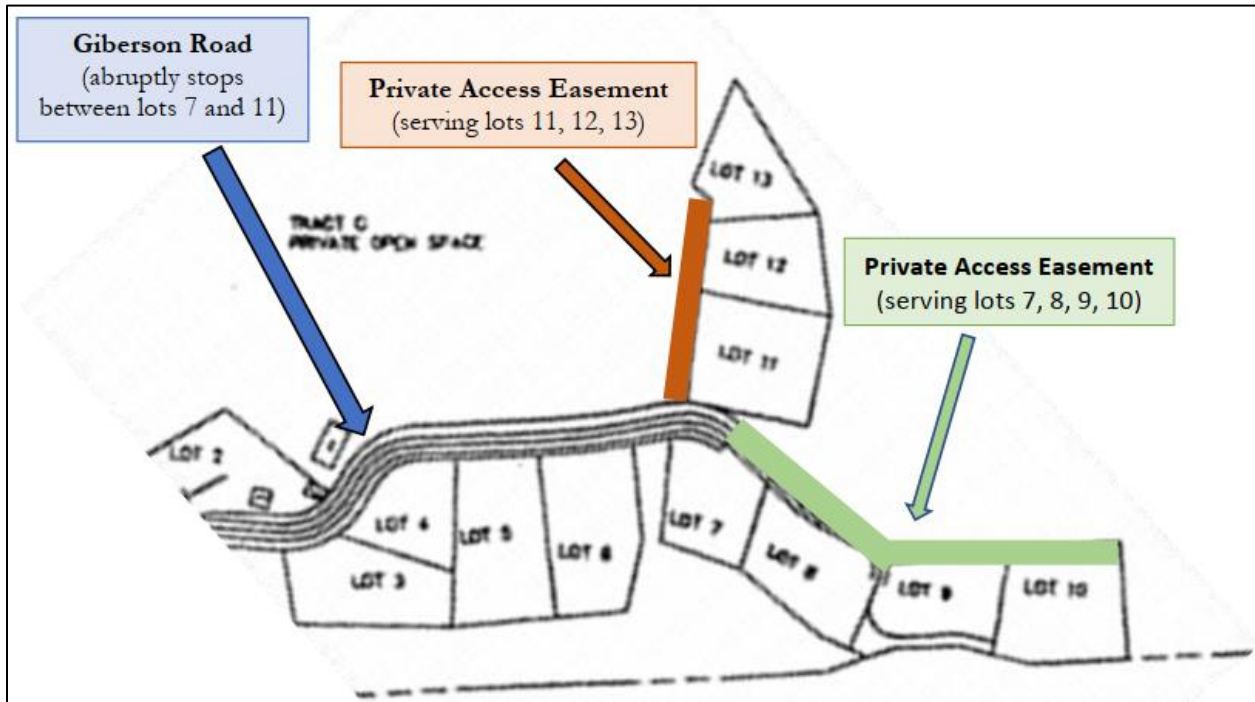 Giberson Road
(abruptly stops
between lots 7 and 11)
Private Access Easement
(serving lots 11, 12, 13)
LOT 13
TRACT C
PRIVATE OPEN SPACE
LOT 12
Private Access Easement
(serving lots 7, 8, 9, 10)
LOT 11
LOT 2
LOT 4
LOT 5
LOT 6
LOT 7
LOT 8
LOT 3
LOT 9
LOT 10